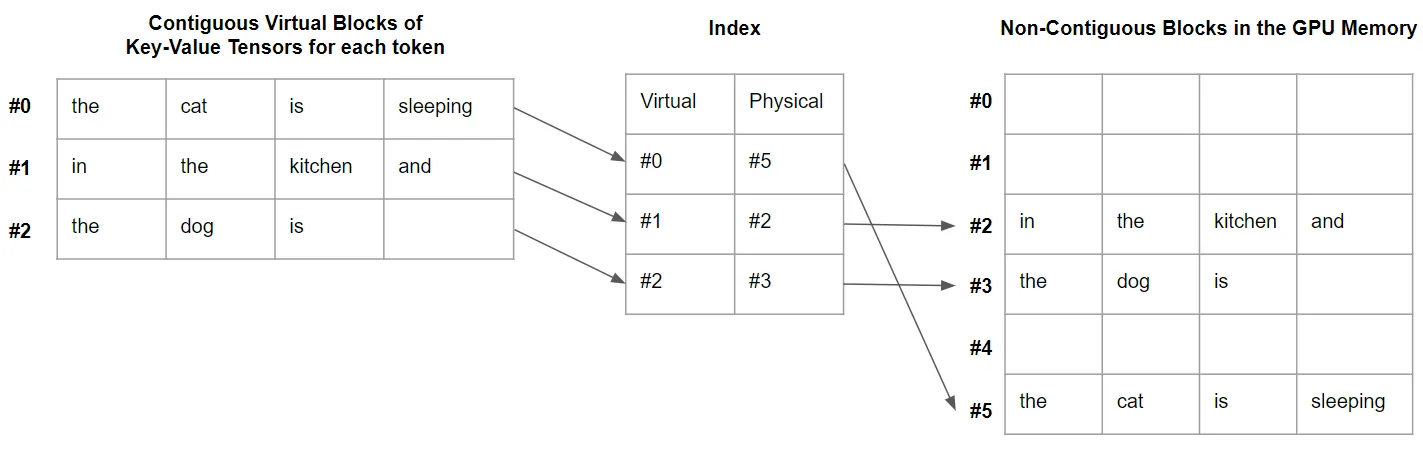 Contiguous Virtual Blocks of
Key-Value Tensors for each token
#0 the cat is sleeping
#1 in the kitchen and
#2 the dog is
Index
Virtual Physical
#0 #5
#1 #2
#2 #3
Non-Contiguous Blocks in the GPU Memory
#0
#1
#2 in the kitchen and
#3 the dog is
#4
#5 the cat is sleeping